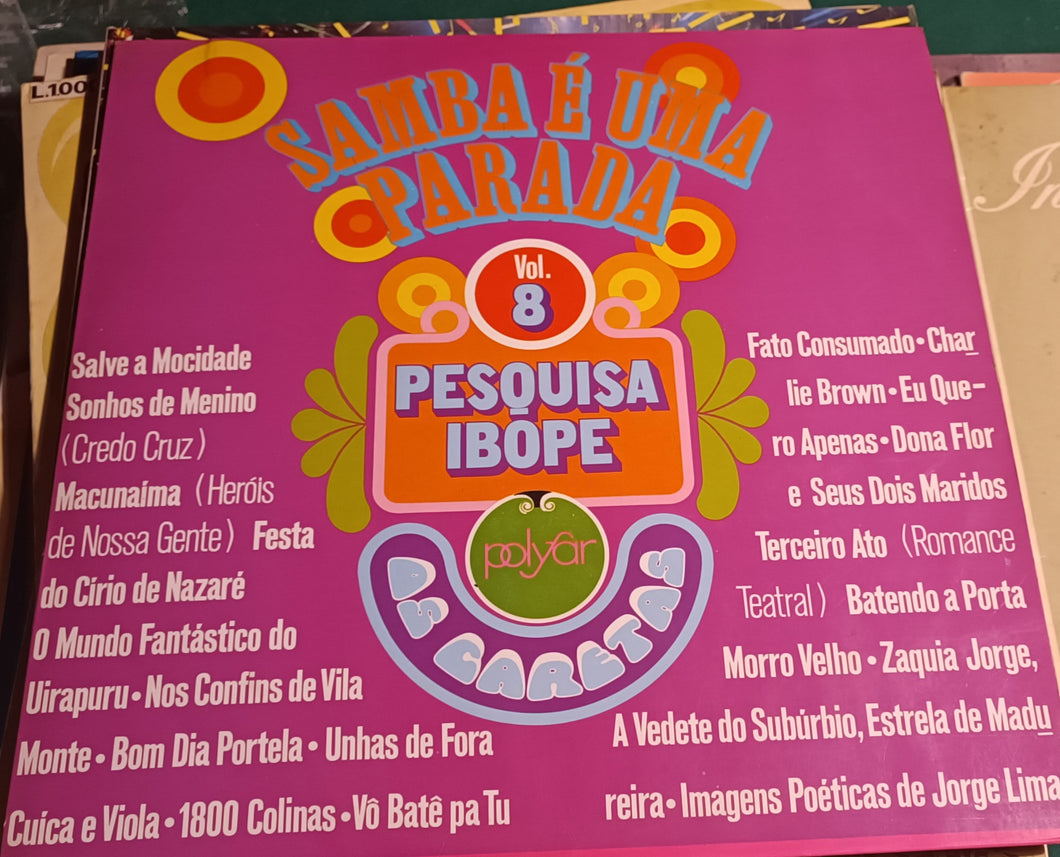 L.100
SAMBA É UMA
PARADA
Vol.
8
PESQUISA
IBOPE
polyfâr
OS CARETAS
Salve a Mocidade
Sonhos de Menino
(Credo Cruz)
Macunaíma (Heróis
de Nossa Gente) Festa
do Círio de Nazaré
O Mundo Fantástico do
Uirapuru • Nos Confins de Vila
Monte • Bom Dia Portela • Unhas de Fora
Cuíca e Viola • 1800 Colinas • Vô Batê pa Tu
Fato Consumado • Char
lie Brown • Eu Que-
ro Apenas • Dona Flor
e Seus Dois Maridos
Terceiro Ato (Romance
Teatral) Batendo a Porta
Morro Velho • Zaquia Jorge,
A Vedete do Subúrbio, Estrela de Madu
reira • Imagens Poéticas de Jorge Lima